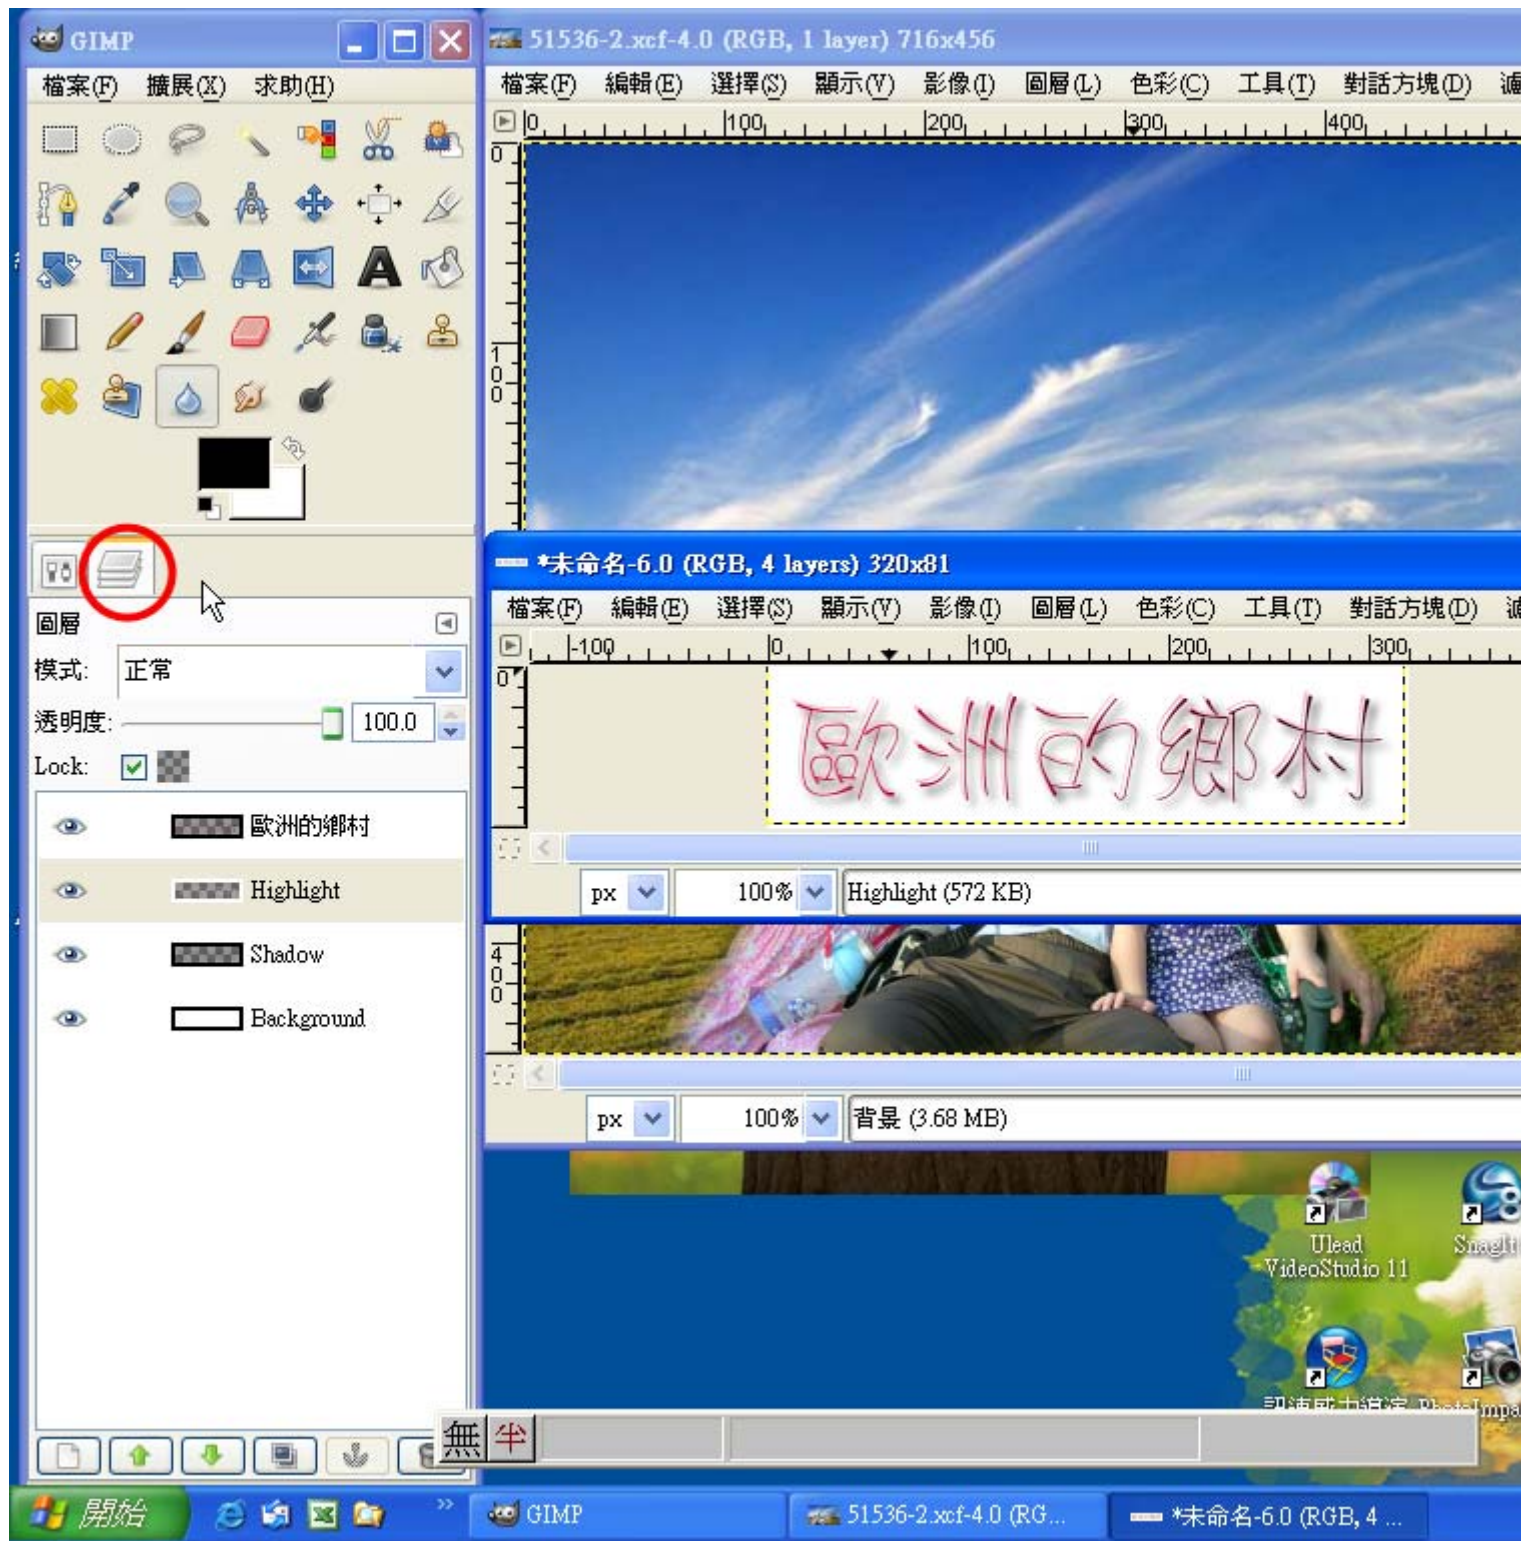 GIMP
檔案(F) 擴展(X) 求助(H)
圖層
模式: 正常
透明度: 100.0
Lock:
歐洲的鄉村
Highlight
Shadow
Background
51536-2.xcf-4.0 (RGB, 1 layer) 716x456
檔案(F) 編輯(E) 選擇(S) 顯示(V) 影像(I) 圖層(L) 色彩(C) 工具(T) 對話方塊(D) 濾
0 100 200 300 400
0
100
*未命名-6.0 (RGB, 4 layers) 320x81
檔案(F) 編輯(E) 選擇(S) 顯示(V) 影像(I) 圖層(L) 色彩(C) 工具(T) 對話方塊(D) 濾
-100 0 100 200 300
0
歐洲的鄉村
px 100% Highlight (572 KB)
400
px 100% 背景 (3.68 MB)
Ulead
VideoStudio 11
SnagIt
無 半
開始 GIMP 51536-2.xcf-4.0 (RG... *未命名-6.0 (RGB, 4 ...